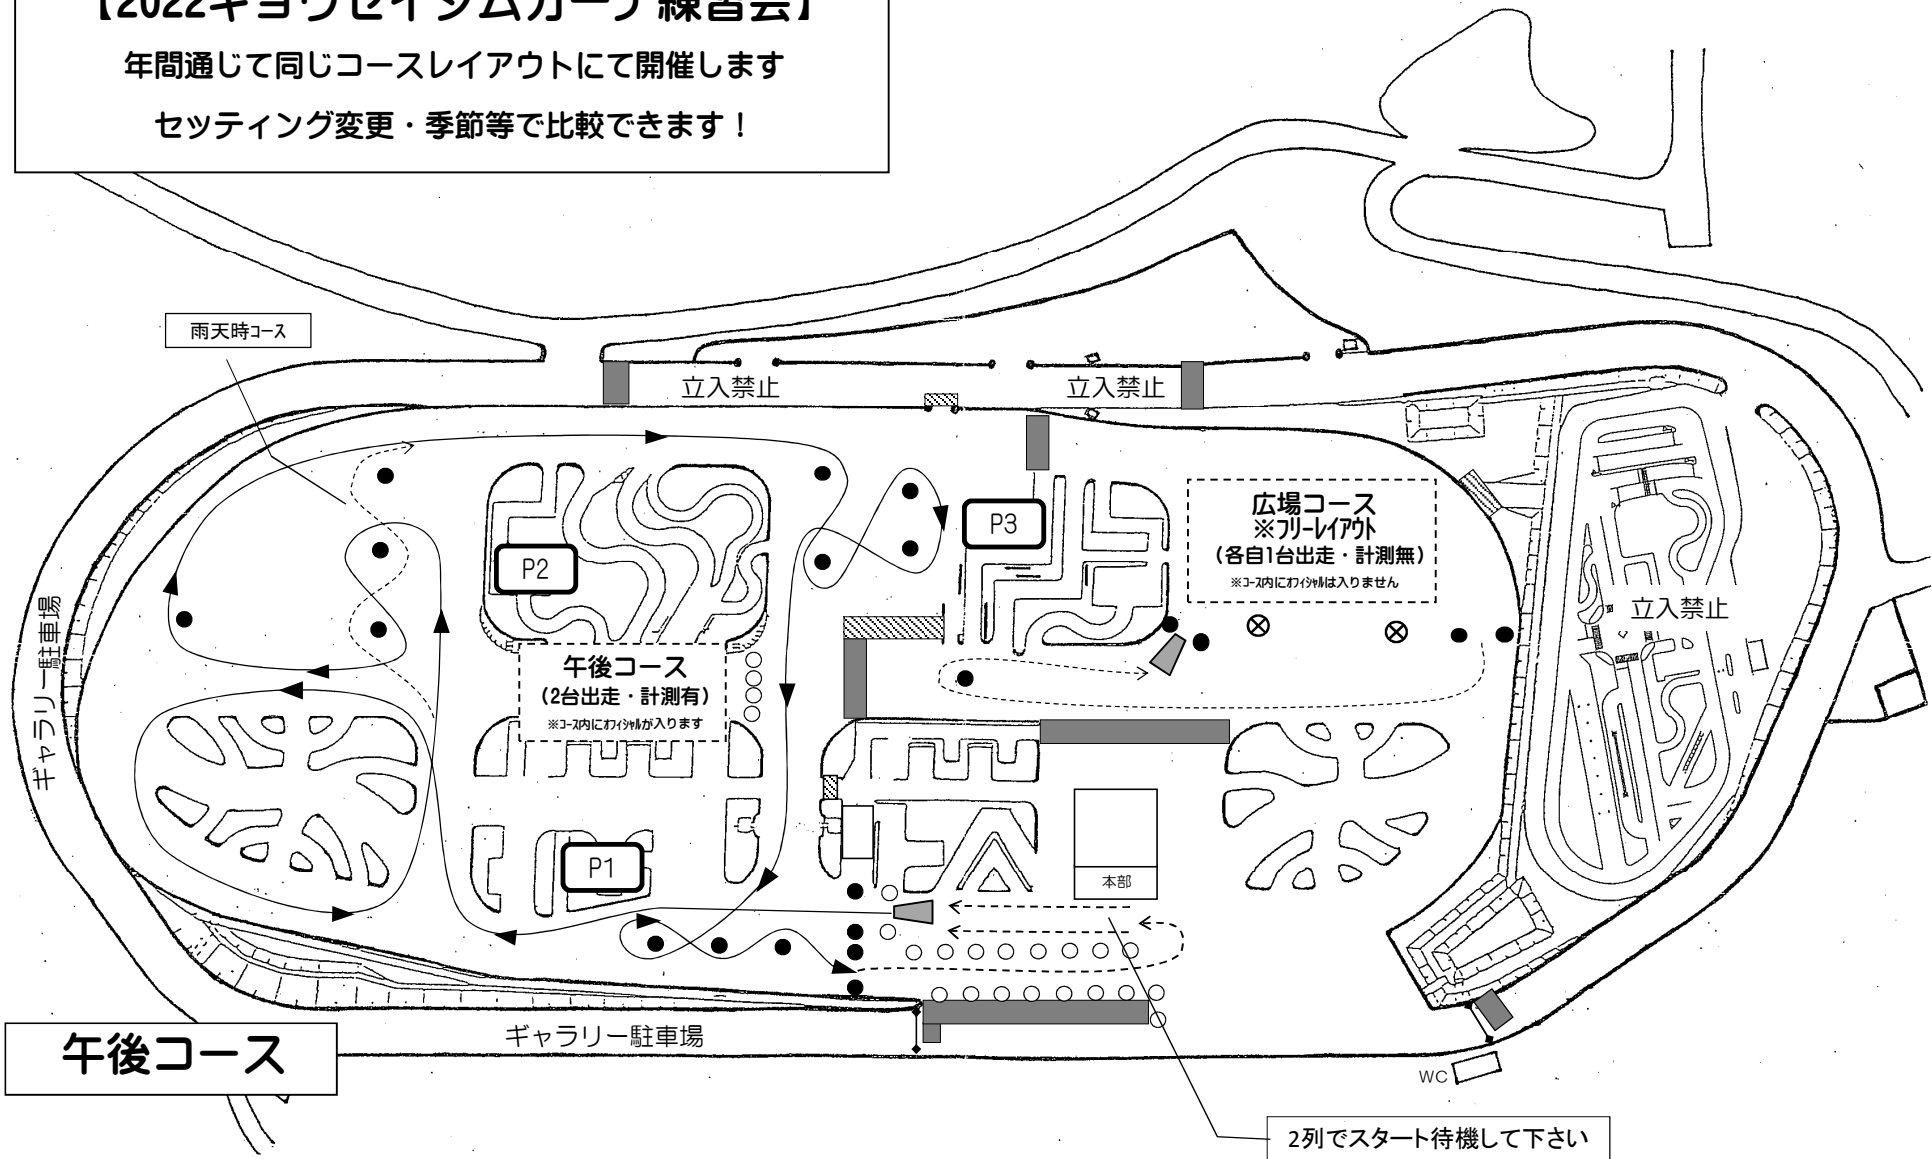 【2022キョウセイジムカーナ練習会】
年間通じて同じコースレイアウトにて開催します
セッティング変更・季節等で比較できます！
雨天時コース
立入禁止
立入禁止
P3
広場コース
※フリーレイアウト
（各自1台出走・計測無）
※コース内にオフィシャルは入りません
P2
立入禁止
ギャラリー駐車場
午後コース
（2台出走・計測有）
※コース内にオフィシャルが入ります
P1
本部
ギャラリー駐車場
午後コース
WC
2列でスタート待機して下さい